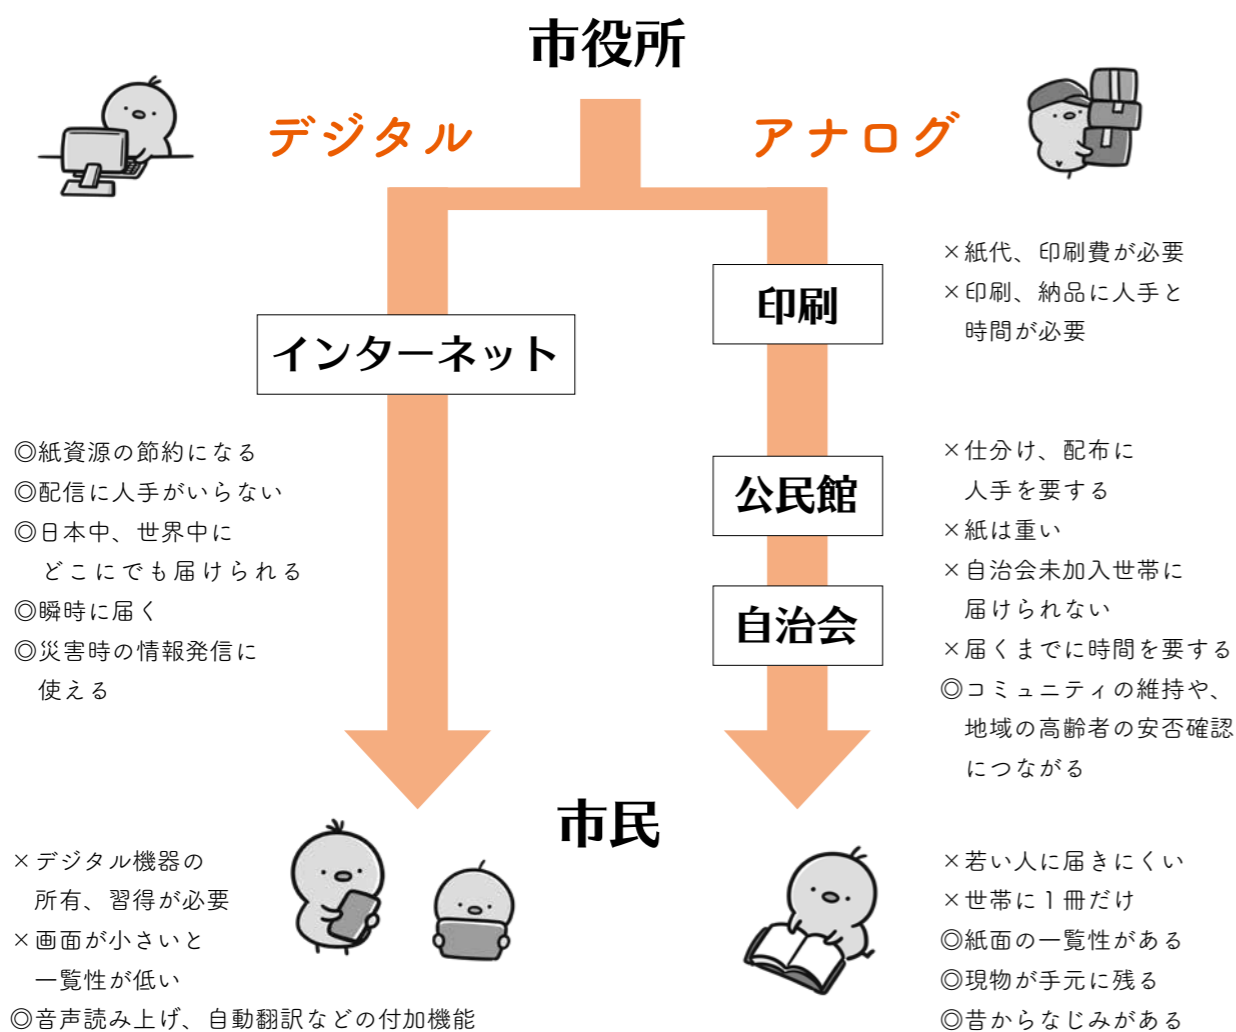 市役所
デジタル
アナログ
インターネット
◎紙資源の節約になる
◎配信に人手がいらない
◎日本中、世界中に
どこにでも届けられる
◎瞬時に届く
◎災害時の情報発信に
使える
印刷
×紙代、印刷費が必要
×印刷、納品に人手と
時間が必要
公民館
自治会
×仕分け、配布に
人手を要する
×紙は重い
×自治会未加入世帯に
届けられない
×届くまでに時間を要する
◎コミュニティの維持や、
地域の高齢者の安否確認
につながる
市民
×デジタル機器の
所有、習得が必要
×画面が小さいと
一覧性が低い
◎音声読み上げ、自動翻訳などの付加機能
×若い人に届きにくい
×世帯に1冊だけ
◎紙面の一覧性がある
◎現物が手元に残る
◎昔からなじみがある